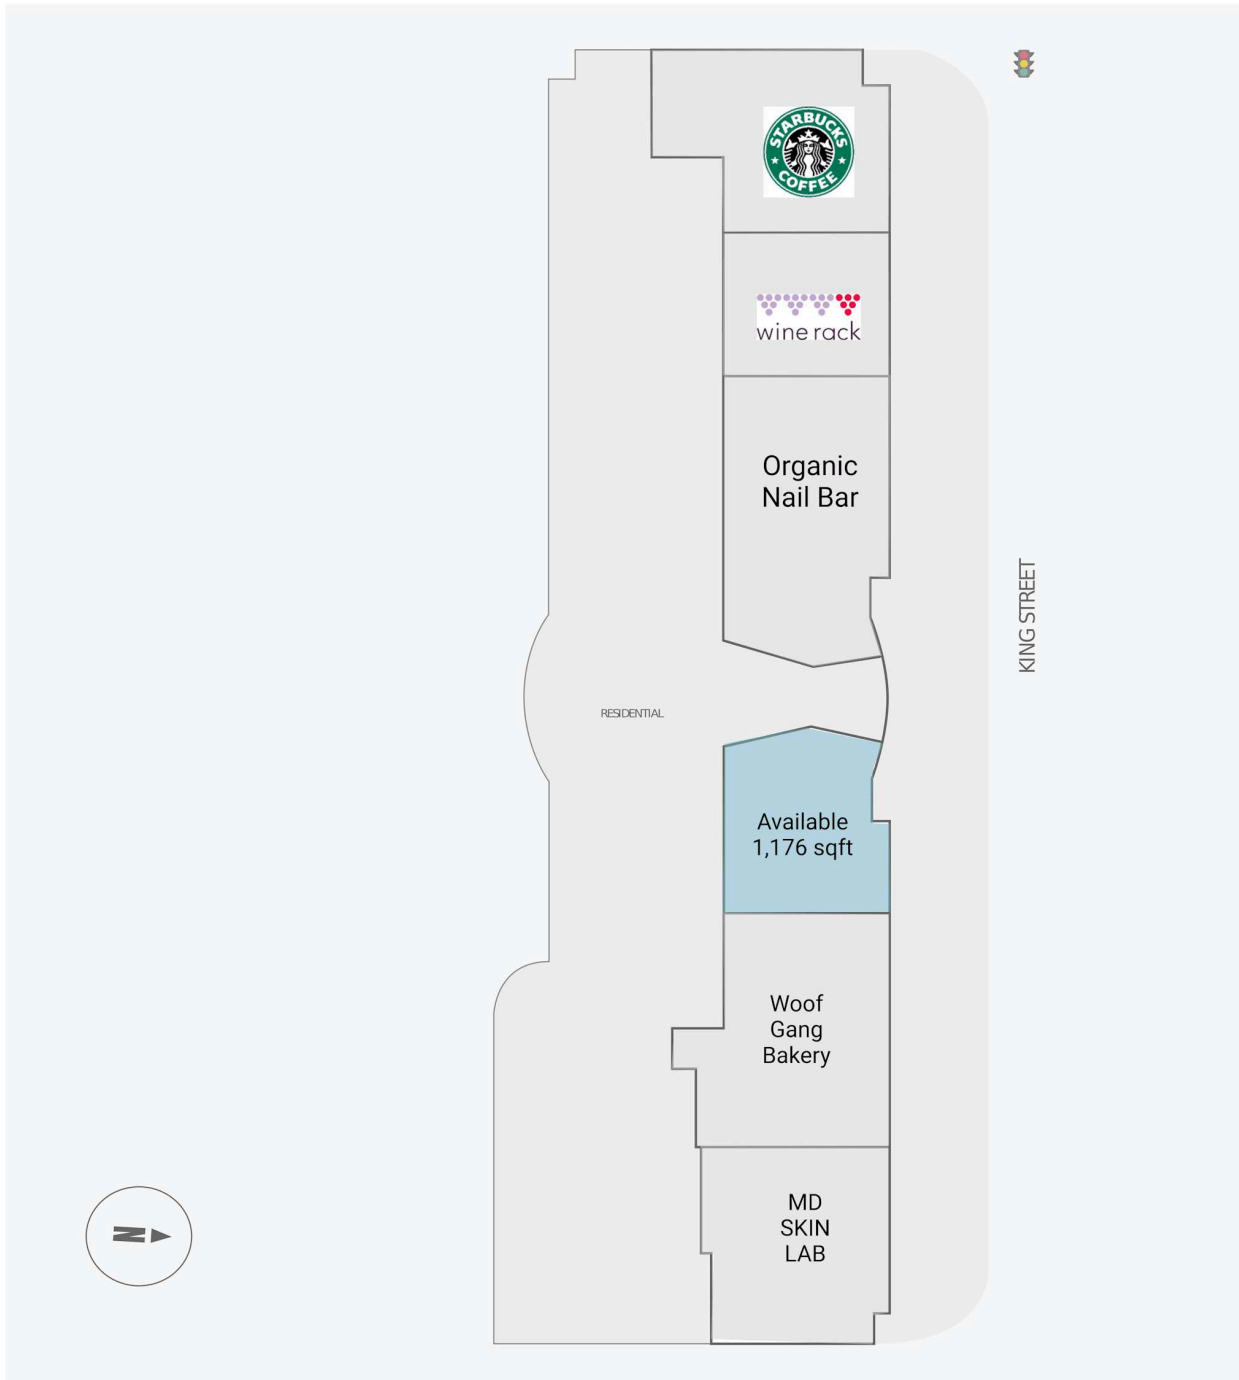 STARBUCKS
COFFEE
wine rack
Organic
Nail Bar
KING STREET
RESIDENTIAL
Available
1,176 sqft
Woof
Gang
Bakery
MD
SKIN
LAB
N